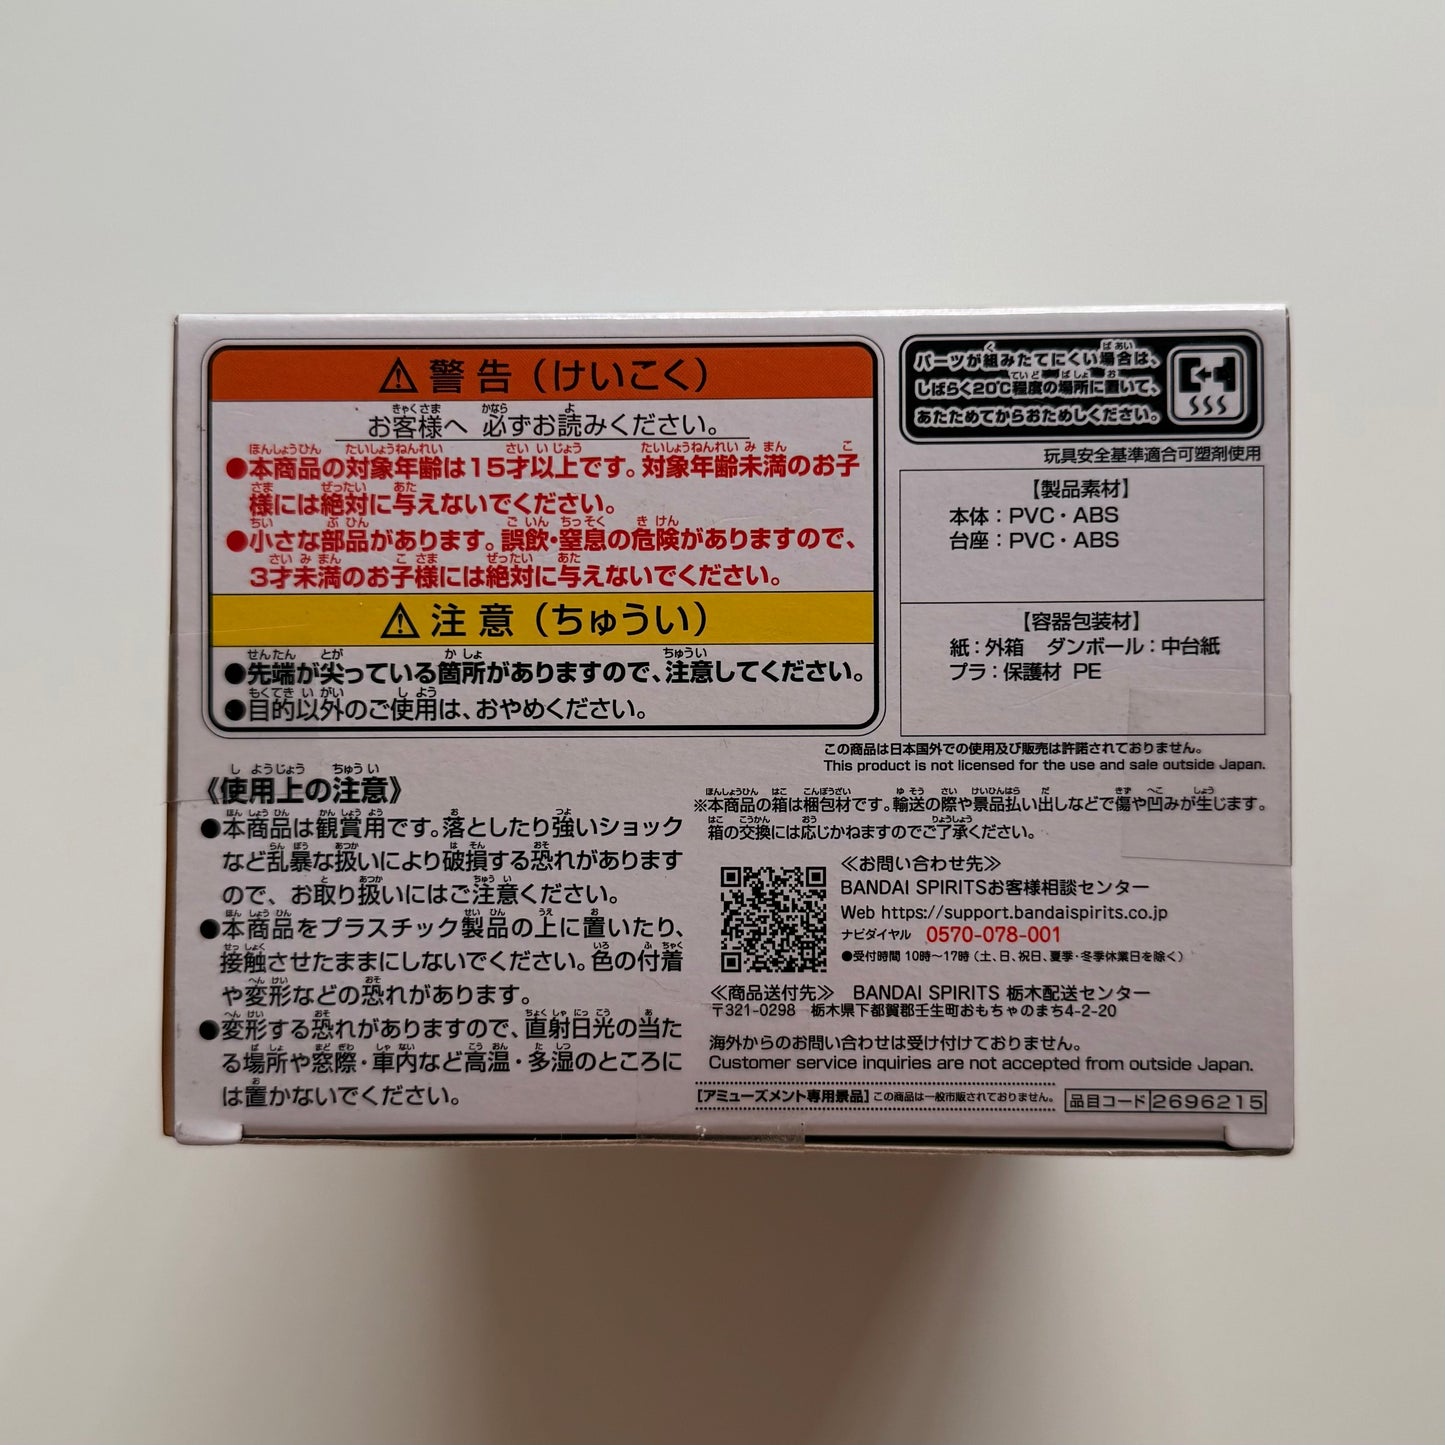 警告（けいこく）
お客様へ 必ずお読みください。
●本商品の対象年齢は15才以上です。対象年齢未満のお子
様には絶対に与えないでください。
●小さな部品があります。誤飲・窒息の危険がありますので、
3才未満のお子様には絶対に与えないでください。
注意（ちゅうい）
●先端が尖っている箇所がありますので、注意してください。
●目的以外のご使用は、おやめください。
パーツが組みたてにくい場合は、
しばらく20℃程度の場所に置いて、
あたためてからおためしください。
玩具安全基準適合可塑剤使用
【製品素材】
本体：PVC・ABS
台座：PVC・ABS
【容器包装材】
紙：外箱 ダンボール：中台紙
プラ：保護材 PE
この商品は日本国外での使用及び販売は許諾されておりません。
This product is not licensed for the use and sale outside Japan.
《使用上の注意》
●本商品は観賞用です。落としたり強いショック
など乱暴な扱いにより破損する恐れがあります
ので、お取り扱いにはご注意ください。
●本商品をプラスチック製品の上に置いたり、
接触させたままにしないでください。色の付着
や変形などの恐れがあります。
●変形する恐れがありますので、直射日光の当た
る場所や窓際・車内など高温・多湿のところに
は置かないでください。
※本商品の箱は梱包材です。輸送の際や景品払い出しなどで傷や凹みが生じます。
箱の交換には応じかねますのでご了承ください。
≪お問い合わせ先≫
BANDAI SPIRITSお客様相談センター
Web https://support.bandaispirits.co.jp
ナビダイヤル 0570-078-001
●受付時間 10時～17時（土、日、祝日、夏季・冬季休業日を除く）
≪商品送付先≫ BANDAI SPIRITS 栃木配送センター
〒321-0298 栃木県下都賀郡壬生町おもちゃのまち4-2-20
海外からのお問い合わせは受け付けておりません。
Customer service inquiries are not accepted from outside Japan.
［アミューズメント専用景品］この商品は一般市販されておりません。
品目コード 2696215